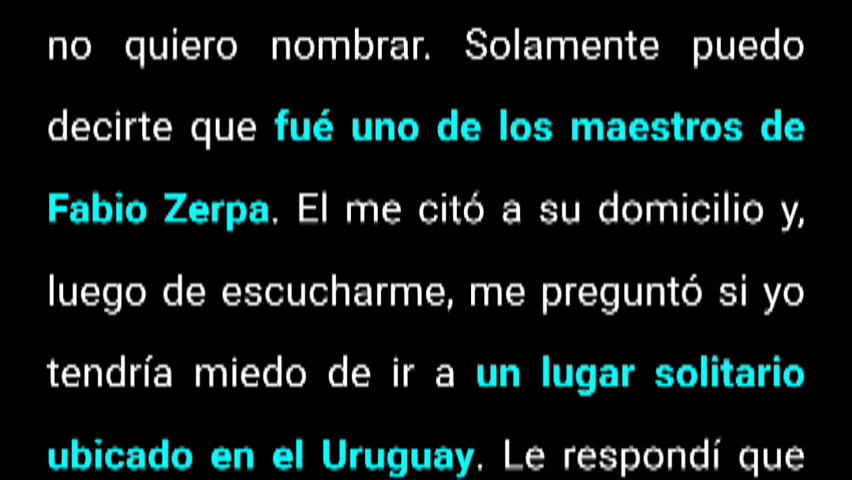 no quiero nombrar. Solamente puedo
decirte que fué uno de los maestros de
Fabio Zerpa. El me citó a su domicilio y,
luego de escucharme, me preguntó si yo
tendría miedo de ir a un lugar solitario
ubicado en el Uruguay. Le respondí que